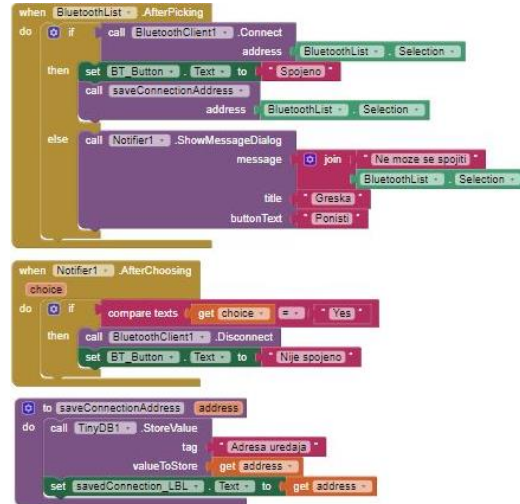 when BluetoothList .AfterPicking
do if call BluetoothClient1 .Connect
address BluetoothList . Selection
then set BT_Button . Text to " Spojeno "
call saveConnectionAddress
address BluetoothList . Selection
else call Notifier1 .ShowMessageDialog
message join " Ne moze se spojiti "
BluetoothList . Selection
title " Greska "
buttonText " Ponisti "
when Notifier1 .AfterChoosing
choice
do if compare texts get choice = " Yes "
then call BluetoothClient1 .Disconnect
set BT_Button . Text to " Nije spojeno "
to saveConnectionAddress address
do call TinyDB1 .StoreValue
tag " Adresa uredaja "
valueToStore get address
set savedConnection_LBL . Text to get address